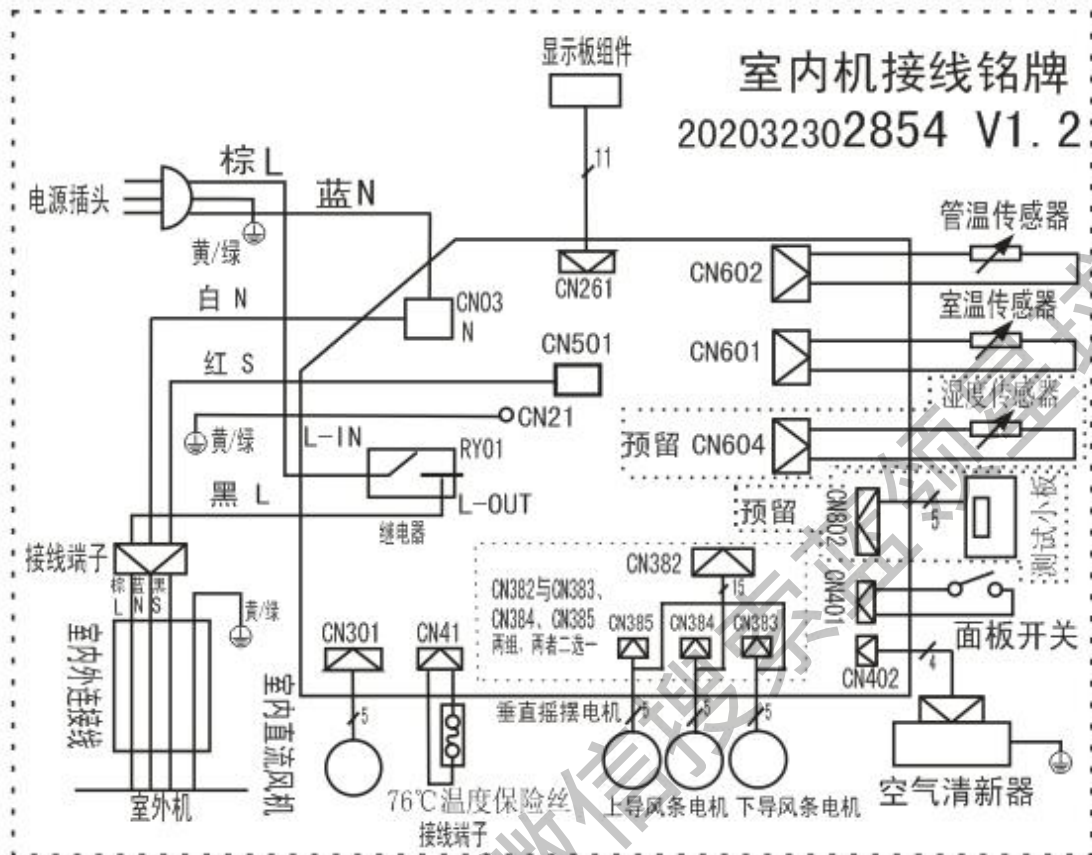 显示板组件
室内机接线铭牌
202032302854 V1.2
11
棕 L
电源插头
蓝 N
黄/绿
CN261
管温传感器
CN602
白 N
CN03
N
室温传感器
CN501
CN601
红 S
湿度传感器
CN21
黄/绿
L-IN
RY01
预留 CN604
黑 L
L-OUT
继电器
预留
CN802
5
测试小板
接线端子
棕 L
蓝 N
黑 S
黄/绿
CN382
15
CN382与CN383、
CN384、CN385
两组，两者二选一
CN385
CN384
CN383
CN401
面板开关
CN402
4
室内外连接线
室内直流风机
CN301
5
CN41
垂直摇摆电机
5
5
5
空气清新器
室外机
76℃温度保险丝
接线端子
上导风条电机
下导风条电机